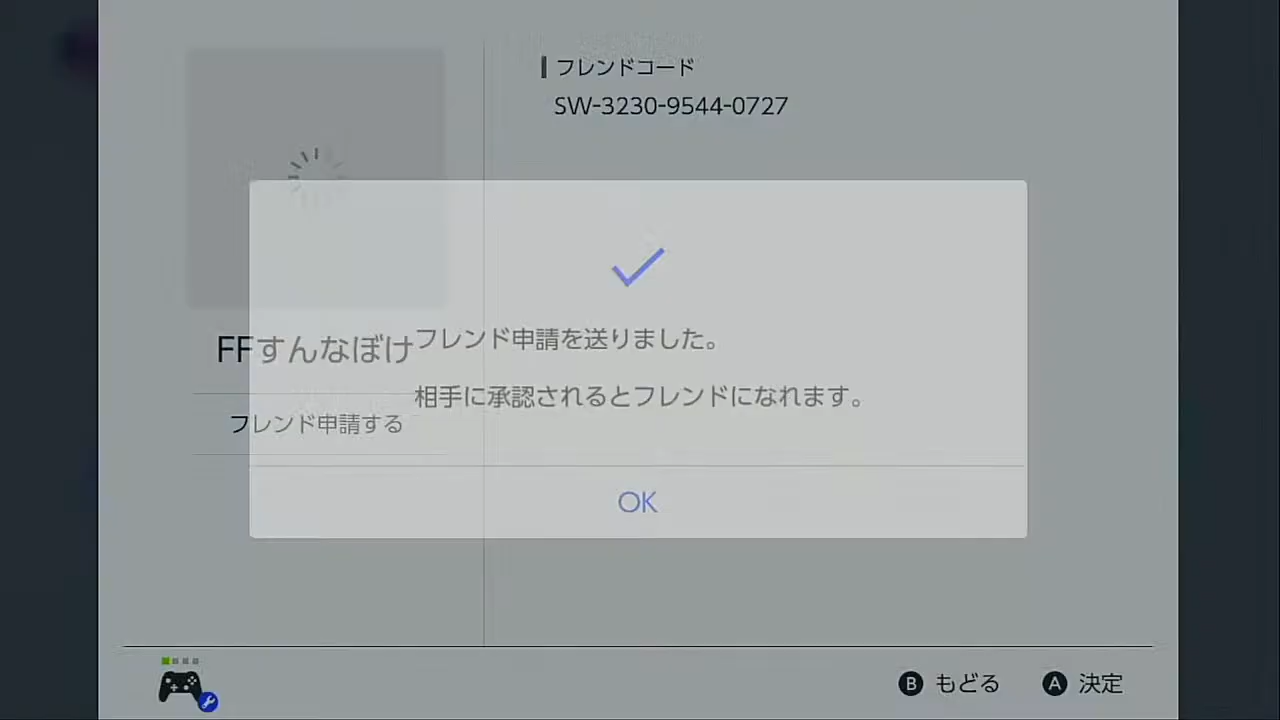 フレンドコード
SW-3230-9544-0727
FFすんなぼけ
フレンド申請する
フレンド申請を送りました。
相手に承認されるとフレンドになれます。
OK
B もどる
A 決定